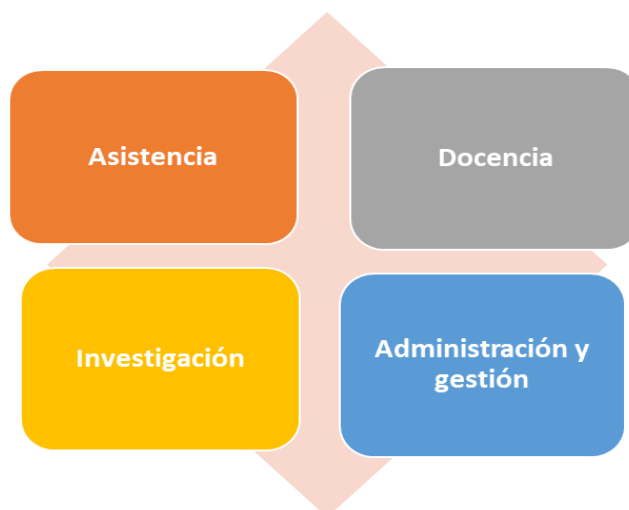 Asistencia
Docencia
Investigación
Administración y
gestión